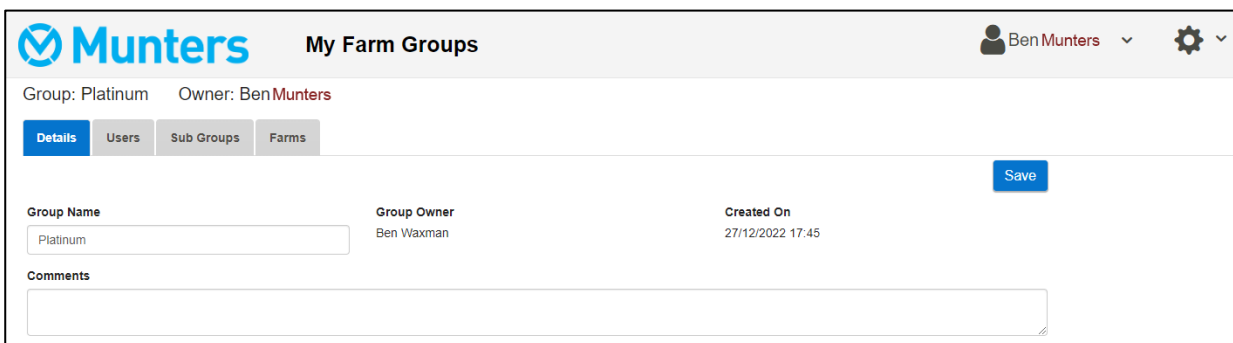 Munters My Farm Groups Ben Munters
Group: Platinum Owner: Ben Munters
Details Users Sub Groups Farms
Save
Group Name Group Owner Created On
Platinum Ben Waxman 27/12/2022 17:45
Comments